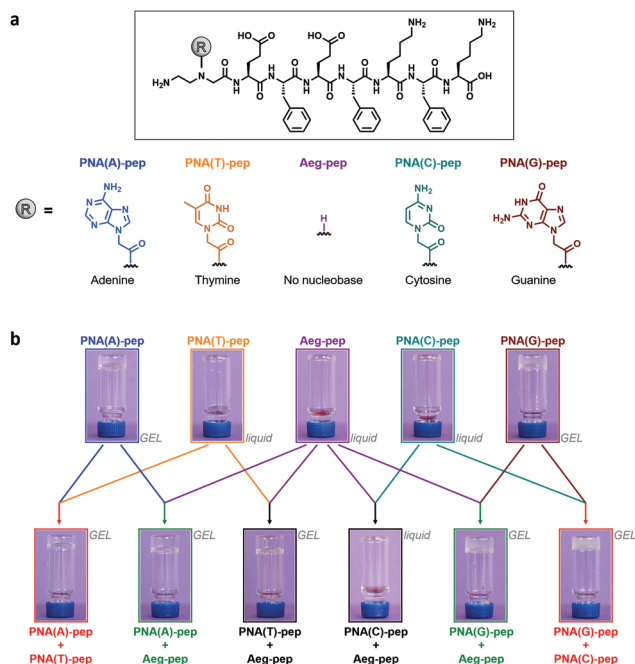 a
R
H₂N
N
O
HO
O
H
N
O
N
H
HO
O
H
N
O
N
H
NH₂
H
N
O
N
H
NH₂
H
N
O
OH
O
PNA(A)-pep PNA(T)-pep Aeg-pep PNA(C)-pep PNA(G)-pep
R =
NH₂
N
N
N
N
O
O
NH
N
O
O
H
NH₂
N
N
O
O
O
HN
H₂N
N
N
N
O
Adenine Thymine No nucleobase Cytosine Guanine
b
PNA(A)-pep PNA(T)-pep Aeg-pep PNA(C)-pep PNA(G)-pep
GEL liquid liquid liquid GEL
GEL GEL GEL liquid GEL GEL
PNA(A)-pep PNA(A)-pep PNA(T)-pep PNA(C)-pep PNA(G)-pep PNA(G)-pep
+ + + + + +
PNA(T)-pep Aeg-pep Aeg-pep Aeg-pep Aeg-pep PNA(C)-pep